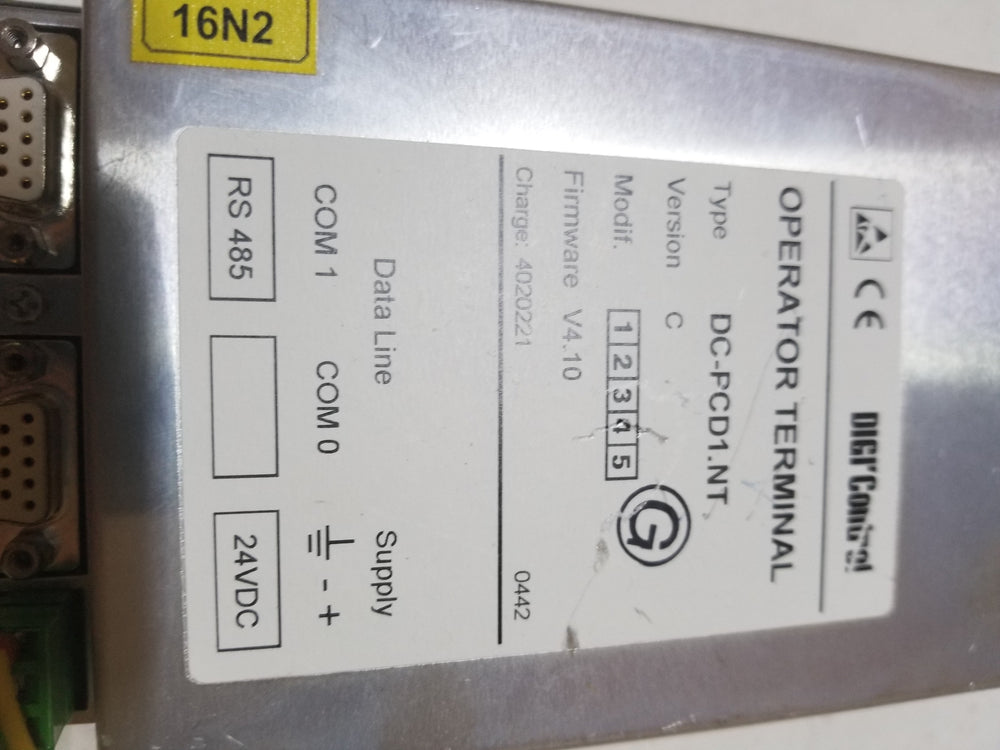 16N2
CE DIGI'Control
OPERATOR TERMINAL
Type DC-PCD1.NT
Version C
Modif. 1 2 3 4 5
G
Firmware V4.10
Charge: 4020221 0442
Data Line Supply
COM 1 COM 0 - +
RS 485 24VDC